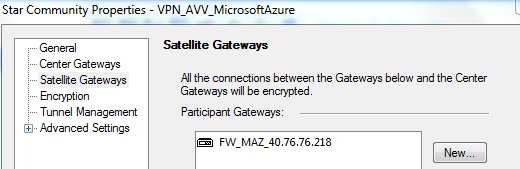 Star Community Properties - VPN_AVV_MicrosoftAzure
General
Center Gateways
Satellite Gateways
Encryption
Tunnel Management
Advanced Settings
Satellite Gateways
All the connections between the Gateways below and the Center
Gateways will be encrypted.
Participant Gateways:
FW_MAZ_40.76.76.218
New...